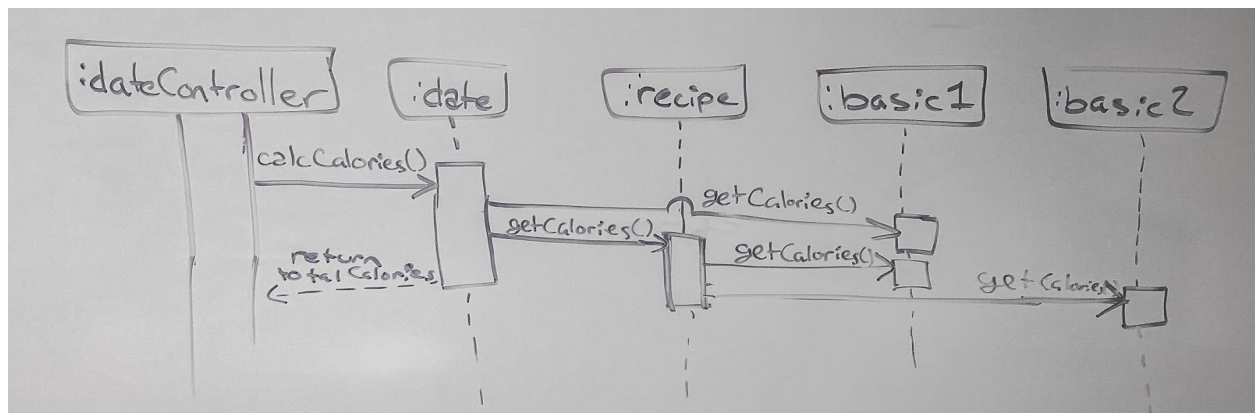 :dateController
:date
:recipe
:basic1
:basic2
calcCalories()
getCalories()
getCalories()
getCalories()
getCalories
return
totalCalories